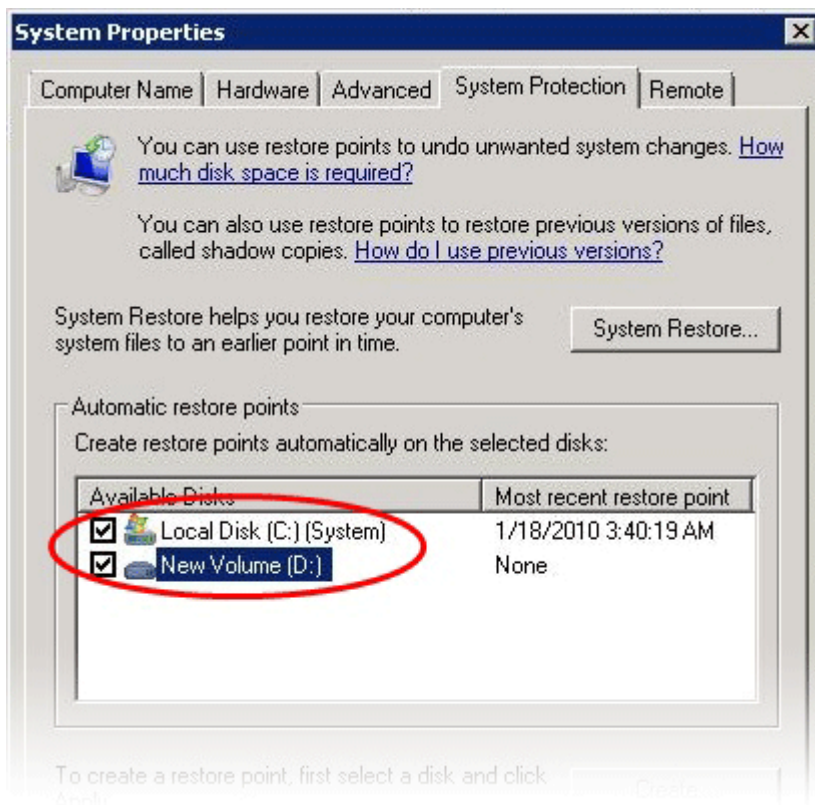 System Properties
Computer Name Hardware Advanced System Protection Remote
You can use restore points to undo unwanted system changes. How
much disk space is required?
You can also use restore points to restore previous versions of files,
called shadow copies. How do I use previous versions?
System Restore helps you restore your computer's
system files to an earlier point in time.
System Restore...
Automatic restore points
Create restore points automatically on the selected disks:
Available Disks Most recent restore point
Local Disk (C:) (System) 1/18/2010 3:40:19 AM
New Volume (D:) None
To create a restore point, first select a disk and click
Apply.
Create...